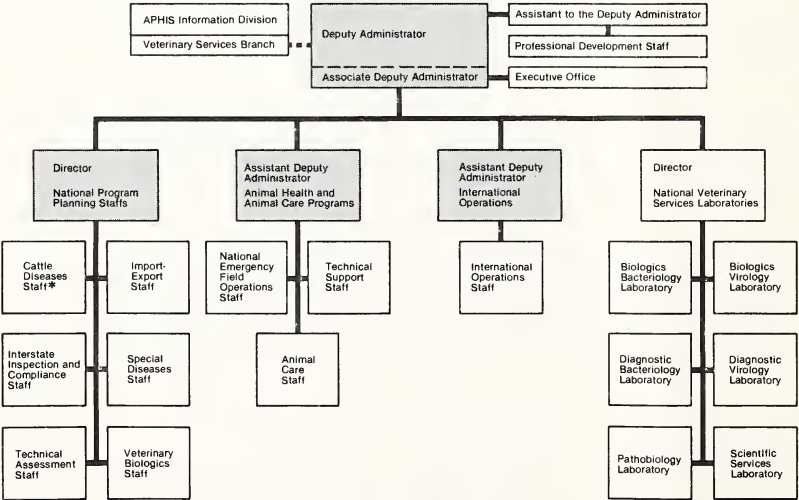 APHIS Information Division
Veterinary Services Branch
Deputy Administrator
Associate Deputy Administrator
Assistant to the Deputy Administrator
Professional Development Staff
Executive Office
Director
National Program
Planning Staffs
Assistant Deputy
Administrator
Animal Health and
Animal Care Programs
Assistant Deputy
Administrator
International
Operations
Director
National Veterinary
Services Laboratories
Cattle
Diseases
Staff*
Import-
Export
Staff
National
Emergency
Field
Operations
Staff
Technical
Support
Staff
International
Operations
Staff
Biologics
Bacteriology
Laboratory
Biologics
Virology
Laboratory
Interstate
Inspection and
Compliance
Staff
Special
Diseases
Staff
Animal
Care
Staff
Diagnostic
Bacteriology
Laboratory
Diagnostic
Virology
Laboratory
Technical
Assessment
Staff
Veterinary
Biologics
Staff
Pathobiology
Laboratory
Scientific
Services
Laboratory